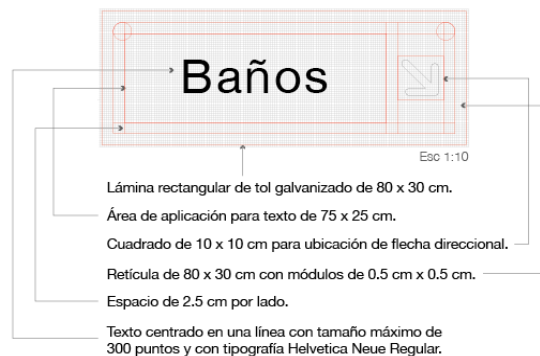 Baños
Esc 1:10
Lámina rectangular de tol galvanizado de 80 x 30 cm.
Área de aplicación para texto de 75 x 25 cm.
Cuadrado de 10 x 10 cm para ubicación de flecha direccional.
Retícula de 80 x 30 cm con módulos de 0.5 cm x 0.5 cm.
Espacio de 2.5 cm por lado.
Texto centrado en una línea con tamaño máximo de
300 puntos y con tipografía Helvetica Neue Regular.